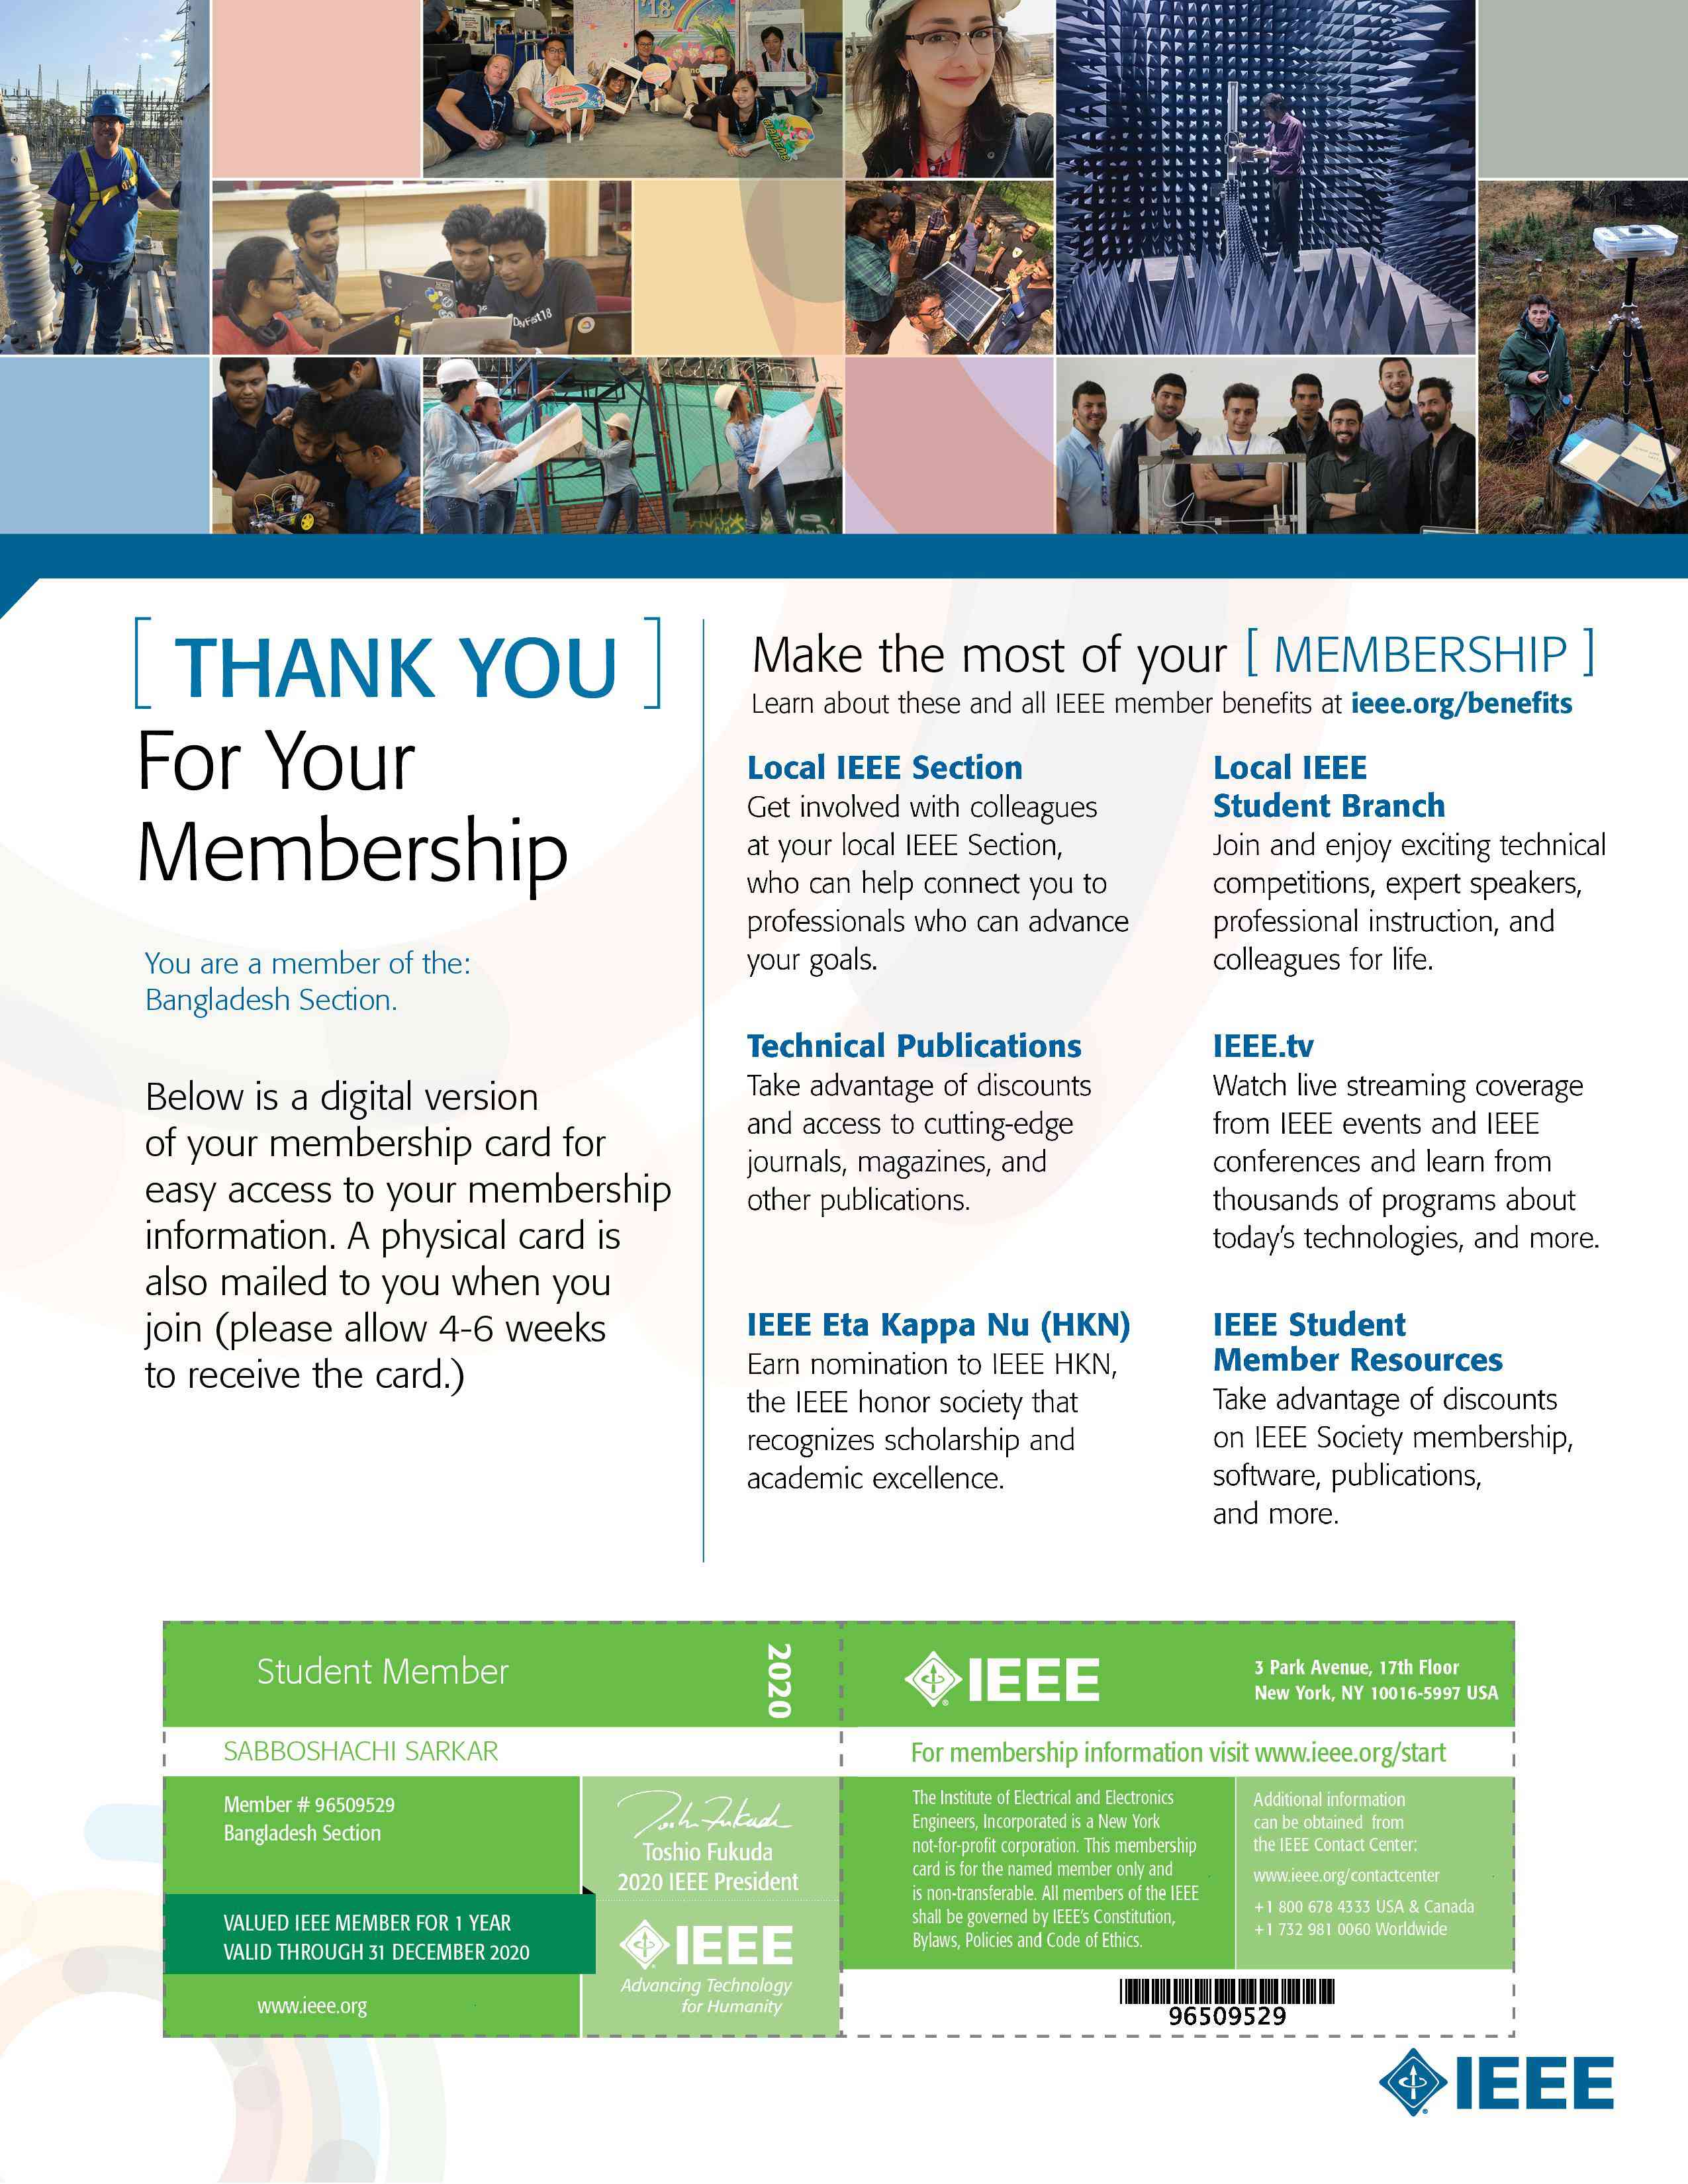 '18
DevFest18
[ THANK YOU ]
For Your
Membership
You are a member of the:
Bangladesh Section.
Below is a digital version
of your membership card for
easy access to your membership
information. A physical card is
also mailed to you when you
join (please allow 4-6 weeks
to receive the card.)
Make the most of your [ MEMBERSHIP ]
Learn about these and all IEEE member benefits at ieee.org/benefits
Local IEEE Section
Get involved with colleagues
at your local IEEE Section,
who can help connect you to
professionals who can advance
your goals.
Local IEEE
Student Branch
Join and enjoy exciting technical
competitions, expert speakers,
professional instruction, and
colleagues for life.
Technical Publications
Take advantage of discounts
and access to cutting-edge
journals, magazines, and
other publications.
IEEE.tv
Watch live streaming coverage
from IEEE events and IEEE
conferences and learn from
thousands of programs about
today's technologies, and more.
IEEE Eta Kappa Nu (HKN)
Earn nomination to IEEE HKN,
the IEEE honor society that
recognizes scholarship and
academic excellence.
IEEE Student
Member Resources
Take advantage of discounts
on IEEE Society membership,
software, publications,
and more.
Student Member
2020
SABBOSHACHI SARKAR
Member # 96509529
Bangladesh Section
VALUED IEEE MEMBER FOR 1 YEAR
VALID THROUGH 31 DECEMBER 2020
www.ieee.org
Toshio Fukuda
Toshio Fukuda
2020 IEEE President
IEEE
Advancing Technology
for Humanity
IEEE
3 Park Avenue, 17th Floor
New York, NY 10016-5997 USA
For membership information visit www.ieee.org/start
The Institute of Electrical and Electronics
Engineers, Incorporated is a New York
not-for-profit corporation. This membership
card is for the named member only and
is non-transferable. All members of the IEEE
shall be governed by IEEE's Constitution,
Bylaws, Policies and Code of Ethics.
Additional information
can be obtained from
the IEEE Contact Center:
www.ieee.org/contactcenter
+1 800 678 4333 USA & Canada
+1 732 981 0060 Worldwide
96509529
IEEE